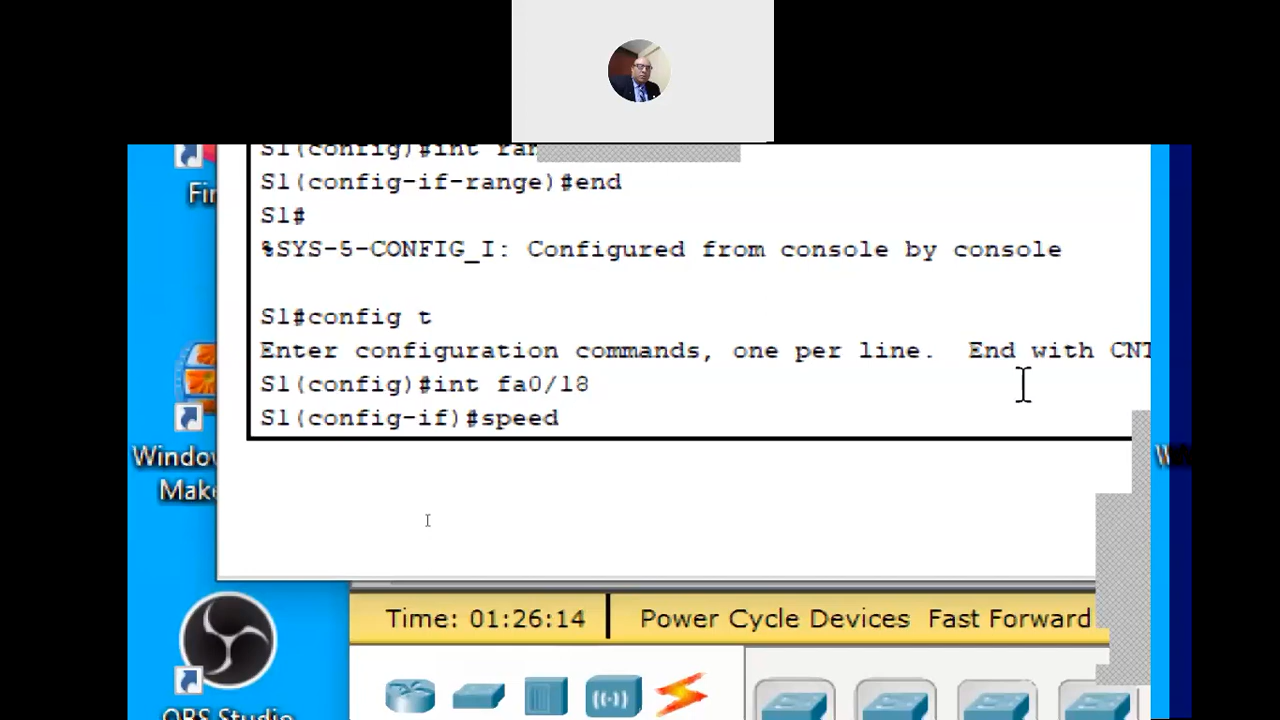 S1(config)#int ran
Fir
S1(config-if-range)#end
S1#
%SYS-5-CONFIG_I: Configured from console by console
S1#config t
Enter configuration commands, one per line. End with CNT
S1(config)#int fa0/18
S1(config-if)#speed
Window
Make
Time: 01:26:14
Power Cycle Devices Fast Forward
OBS Studio